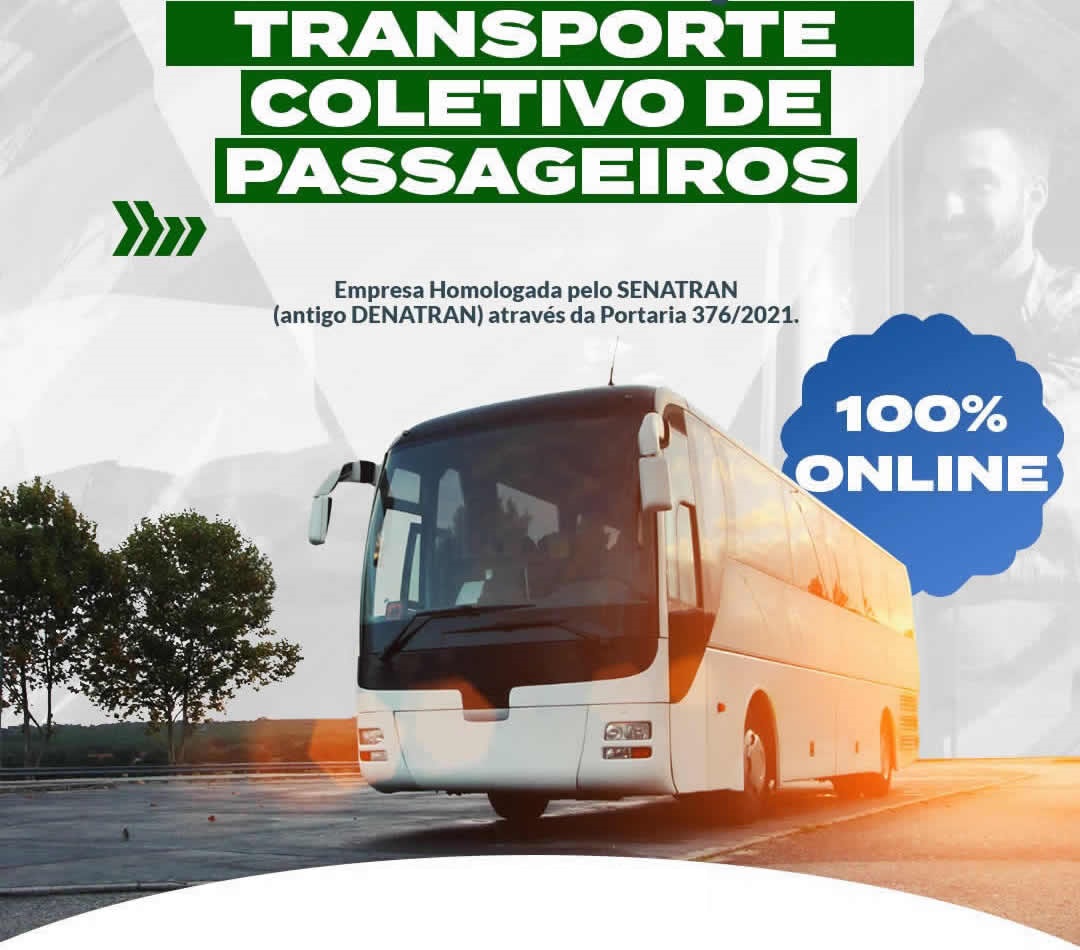 TRANSPORTE
COLETIVO DE
PASSAGEIROS
Empresa Homologada pelo SENATRAN
(antigo DENATRAN) através da Portaria 376/2021.
100%
ONLINE